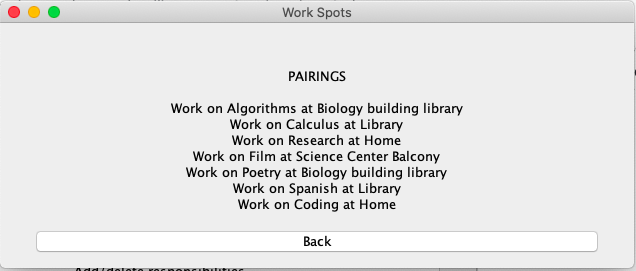 Work Spots
PAIRINGS
Work on Algorithms at Biology building library
Work on Calculus at Library
Work on Research at Home
Work on Film at Science Center Balcony
Work on Poetry at Biology building library
Work on Spanish at Library
Work on Coding at Home
Back
Add/delete responsibilities